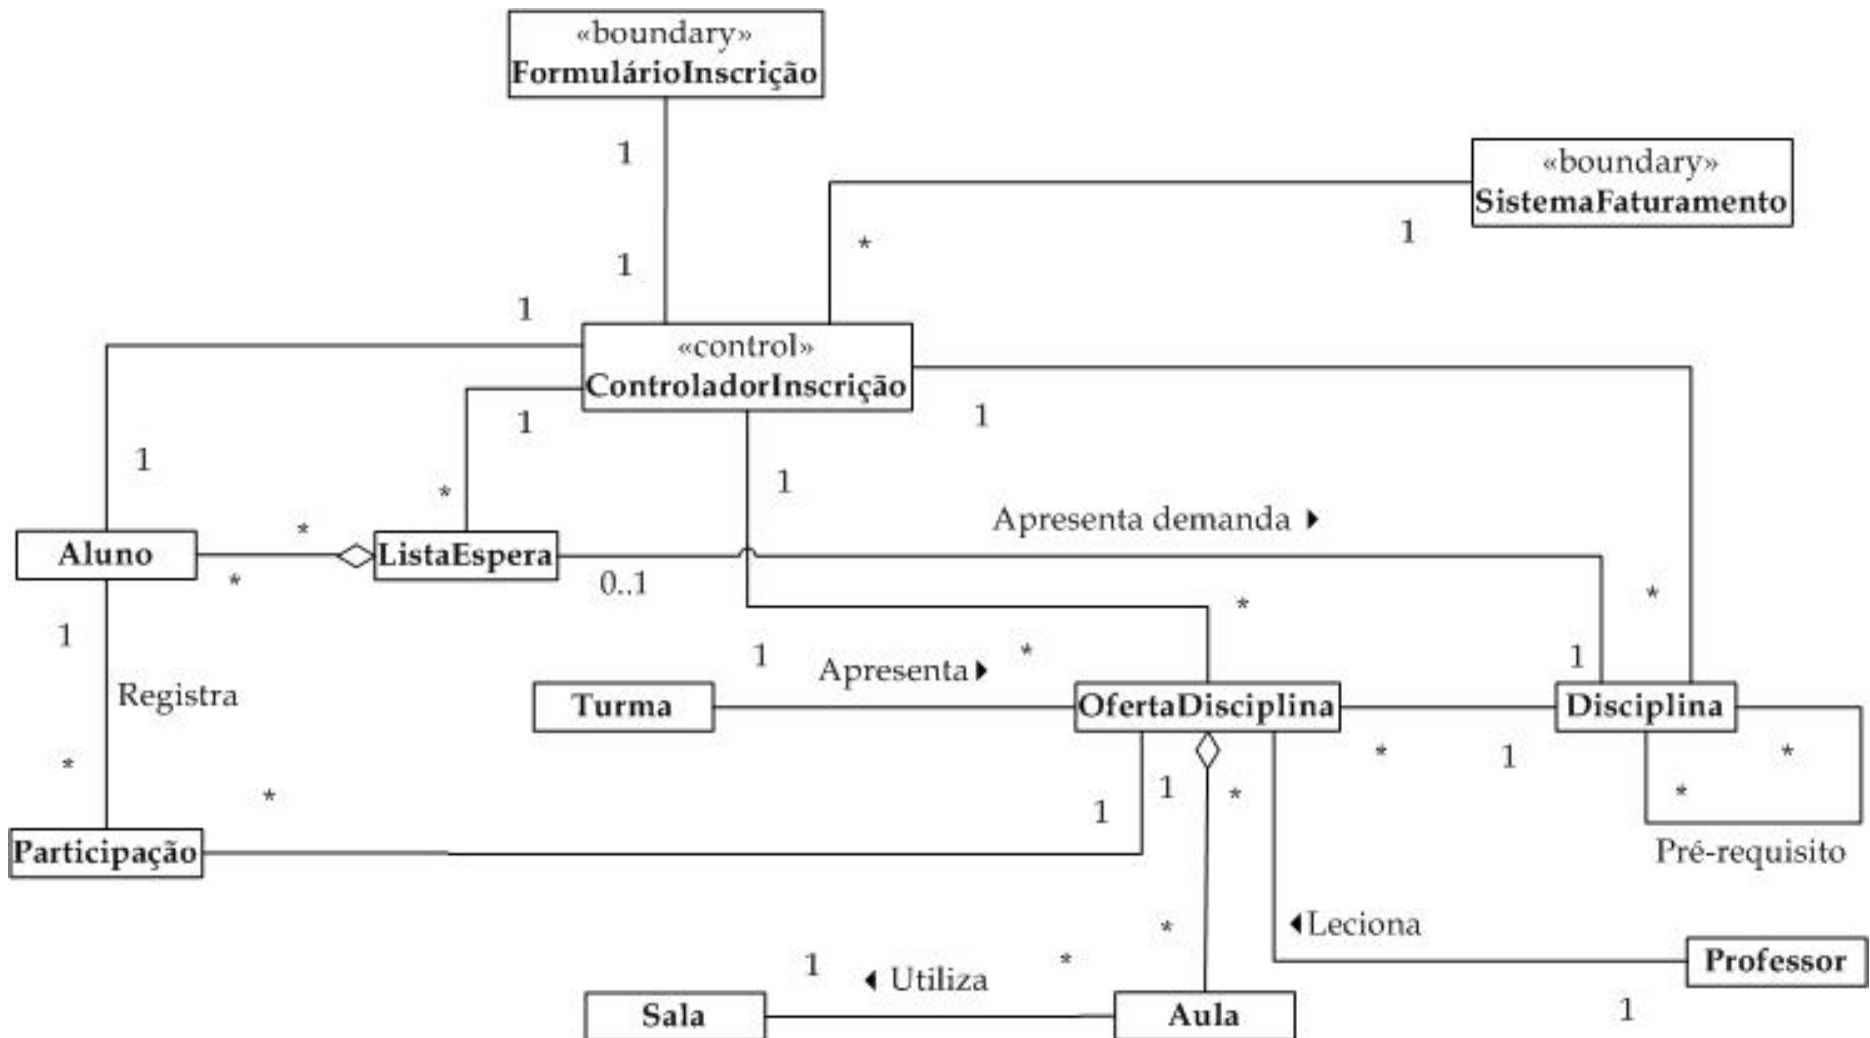 «boundary»
FormulárioInscrição
1
«boundary»
SistemaFaturamento
1
*
1
1
«control»
ControladorInscrição
1
1
1
1
*
*
Apresenta demanda
Aluno
*
*
ListaEspera
0..1
*
*
1
Registra
1
Apresenta
*
1
Turma
OfertaDisciplina
Disciplina
*
1
*
*
Pré-requisito
*
*
1
1
*
Participação
*
Leciona
Professor
1
1
Utiliza
*
Sala
Aula